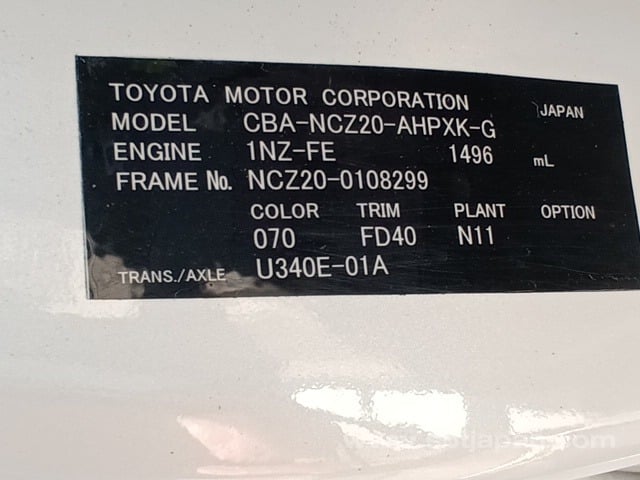 TOYOTA MOTOR CORPORATION JAPAN
MODEL CBA-NCZ20-AHPXK-G
ENGINE 1NZ-FE 1496 mL
FRAME No. NCZ20-0108299
COLOR TRIM PLANT OPTION
070 FD40 N11
TRANS./AXLE U340E-01A